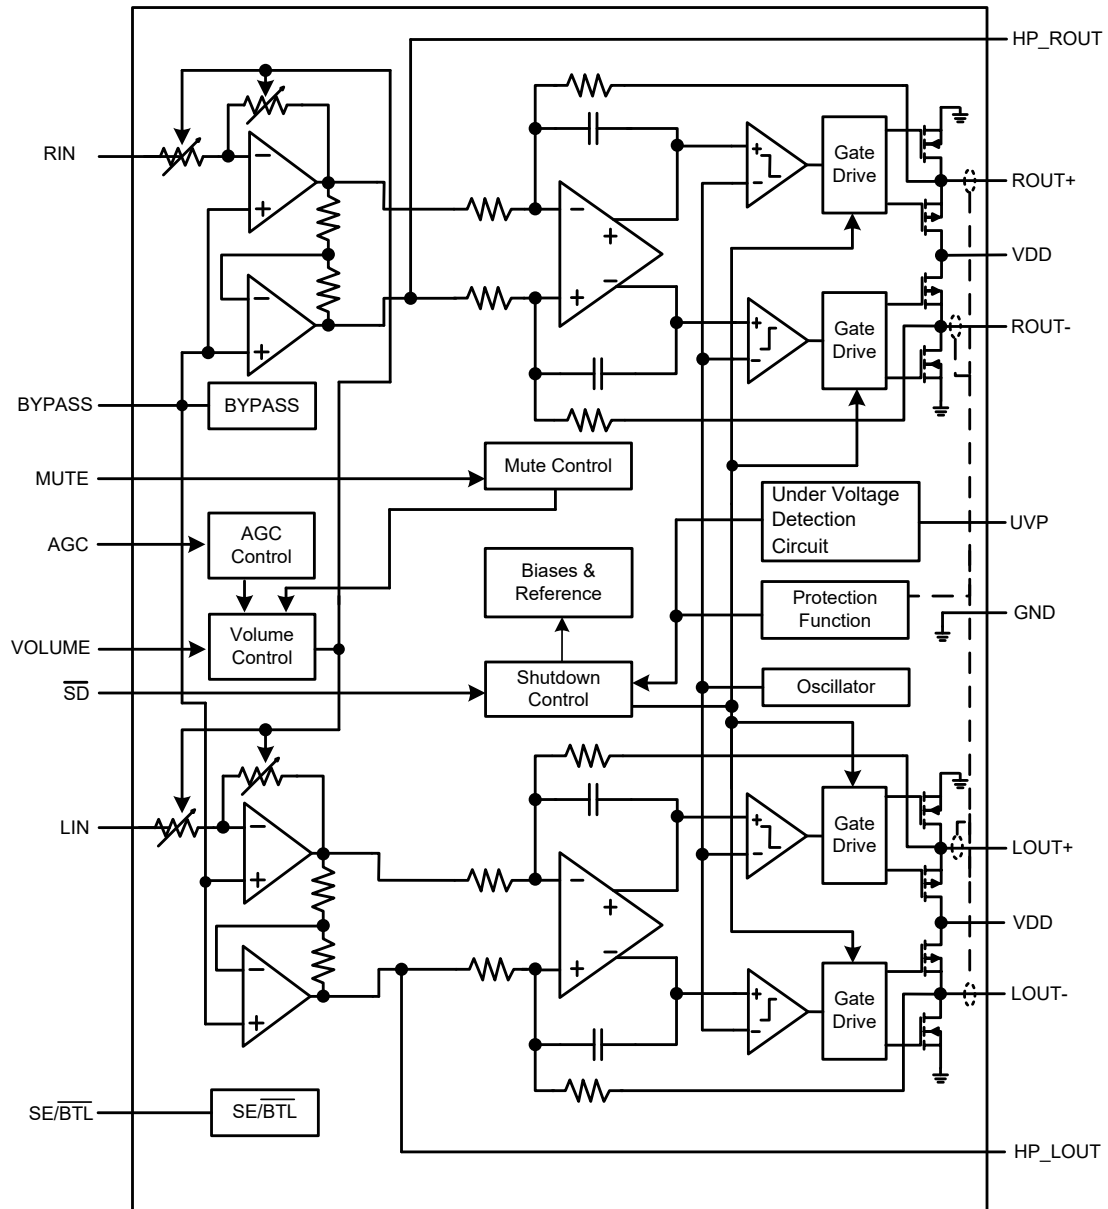 HP_ROUT
RIN
Gate
Drive
ROUT+
VDD
Gate
Drive
ROUT-
BYPASS
BYPASS
MUTE
Mute Control
Under Voltage
Detection
Circuit
UVP
AGC
AGC
Control
Biases &
Reference
Protection
Function
GND
VOLUME
Volume
Control
SD
Shutdown
Control
Oscillator
LIN
Gate
Drive
LOUT+
VDD
Gate
Drive
LOUT-
SE/BTL
SE/BTL
HP_LOUT